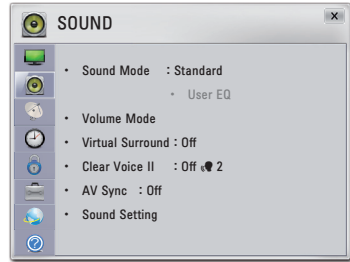 SOUND
x
• Sound Mode : Standard
• User EQ
• Volume Mode
• Virtual Surround : Off
• Clear Voice II : Off 2
• AV Sync : Off
• Sound Setting
?